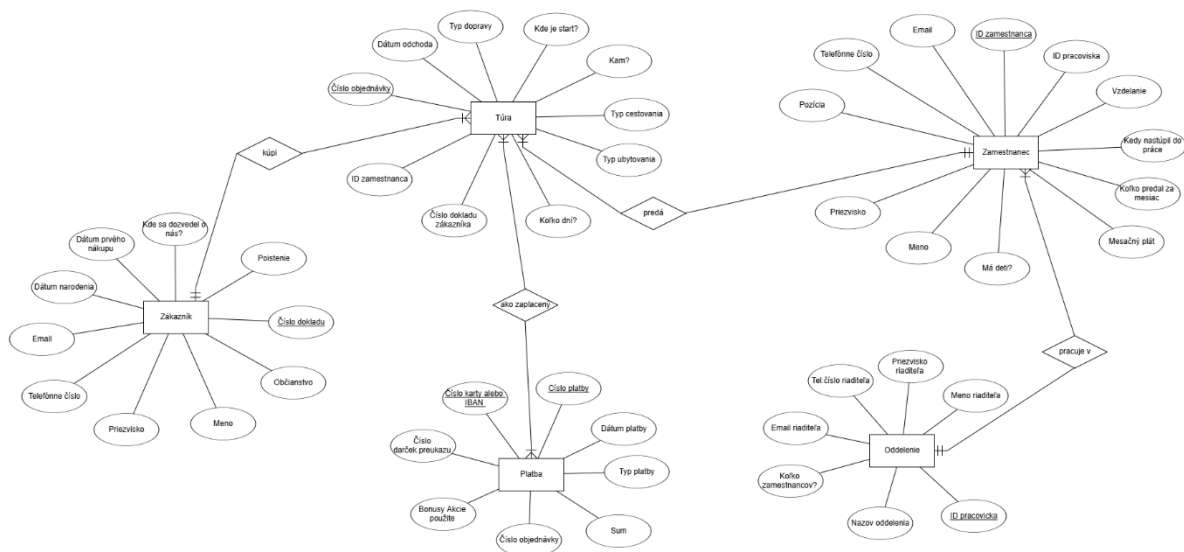 Typ dopravy
Kde je start?
Dátum odchoda
Kam?
Číslo objednávky
Túra
Typ cestovania
Typ ubytovania
ID zamestnanca
Číslo dokladu
zákazníka
Koľko dní?
kúpi
predá
Email
ID zamestnanca
Telefónne číslo
ID pracoviska
Pozícia
Vzdelanie
Zamestnanec
Kedy nastúpil do
práce
Koľko predal za
mesiac
Priezvisko
Mesačný plát
Meno
Má deti?
Kde sa dozvedel o
nás?
Dátum prvého
nákupu
Poistenie
Dátum narodenia
Zákazník
Číslo dokladu
Email
Občianstvo
Telefónne číslo
Priezvisko
Meno
ako zaplaceny
pracuje v
Číslo karty alebo
IBAN
Císlo platby
Dátum platby
Číslo
darček preukazu
Platba
Typ platby
Bonusy Akcie
použite
Číslo objednávky
Sum
Priezvisko
riaditeľa
Tel.číslo riaditeľa
Meno riaditeľa
Email riaditeľa
Oddelenie
Koľko
zamestnancov?
Nazov oddelenia
ID pracovicka